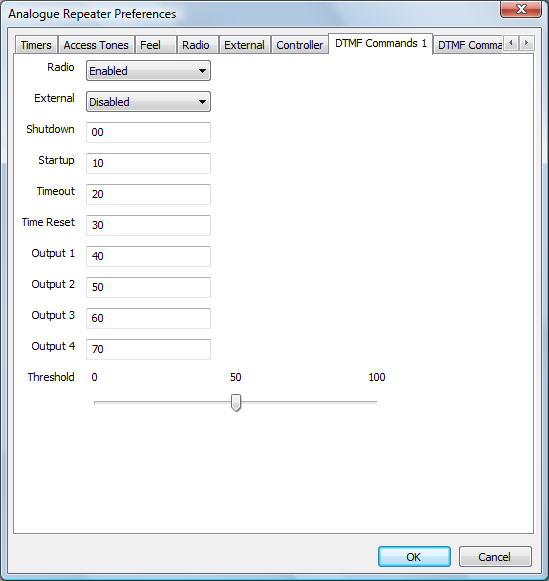 Analogue Repeater Preferences
Timers Access Tones Feel Radio External Controller DTMF Commands 1 DTMF Comma
Radio Enabled
External Disabled
Shutdown 00
Startup 10
Timeout 20
Time Reset 30
Output 1 40
Output 2 50
Output 3 60
Output 4 70
Threshold 0 50 100
OK Cancel